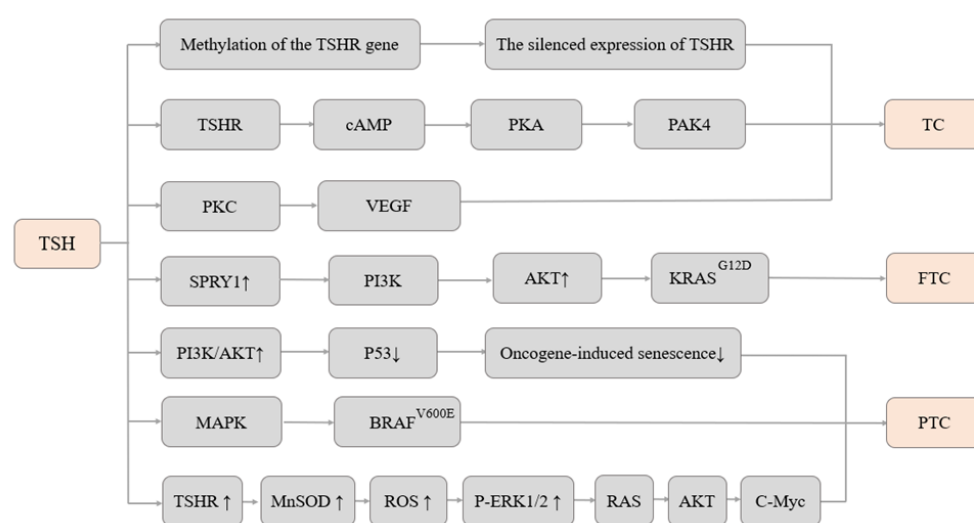 Methylation of the TSHR gene
The silenced expression of TSHR
TSHR
cAMP
PKA
PAK4
TC
PKC
VEGF
TSH
SPRY1↑
PI3K
AKT↑
KRAS^G12D
FTC
PI3K/AKT↑
P53↓
Oncogene-induced senescence↓
MAPK
BRAF^V600E
PTC
TSHR ↑
MnSOD ↑
ROS ↑
P-ERK1/2 ↑
RAS
AKT
C-Myc